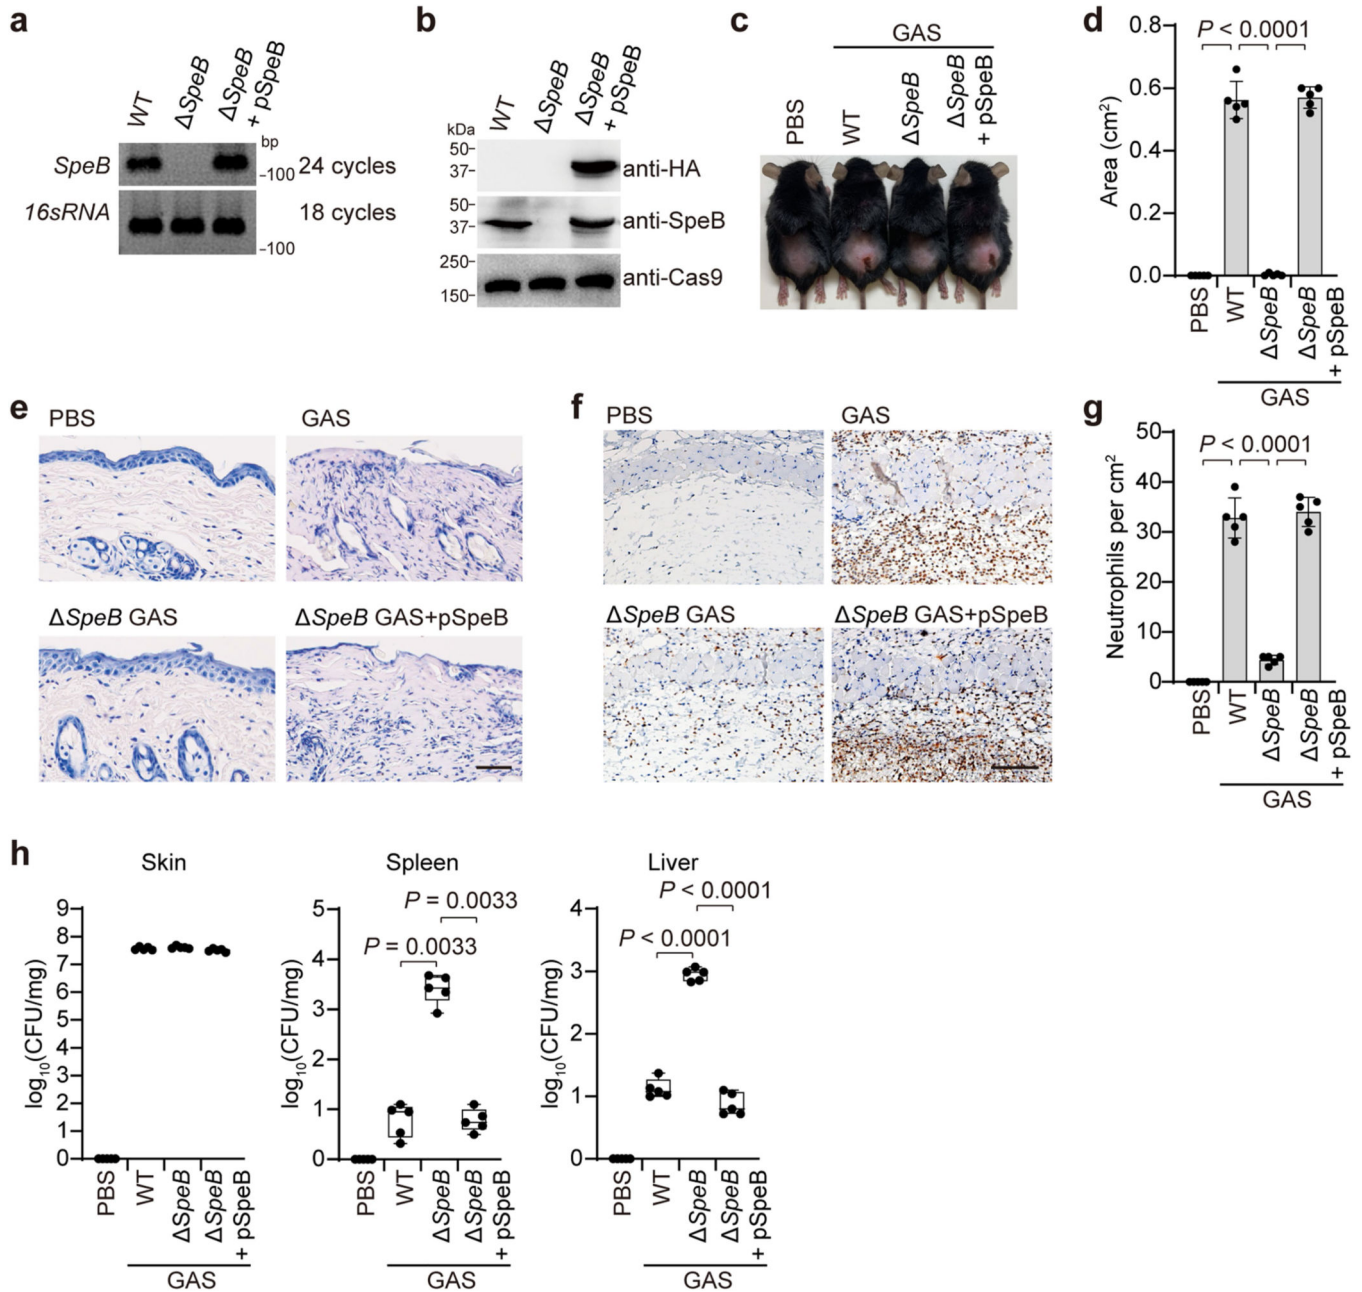 a
WT
ΔSpeB
ΔSpeB
+ pSpeB
bp
SpeB
-100
24 cycles
16sRNA
18 cycles
-100
b
WT
ΔSpeB
ΔSpeB
+ pSpeB
kDa
50-
37-
anti-HA
50-
37-
anti-SpeB
250-
150-
anti-Cas9
c
GAS
PBS
WT
ΔSpeB
ΔSpeB
+ pSpeB
d
P < 0.0001
0.8
0.6
0.4
0.2
0.0
Area (cm2)
PBS
WT
ΔSpeB
ΔSpeB
+ pSpeB
GAS
e
PBS
GAS
ΔSpeB GAS
ΔSpeB GAS+pSpeB
f
PBS
GAS
ΔSpeB GAS
ΔSpeB GAS+pSpeB
g
P < 0.0001
50
40
30
20
10
0
Neutrophils per cm2
PBS
WT
ΔSpeB
ΔSpeB
+ pSpeB
GAS
h
Skin
9
8
7
6
5
4
3
2
1
0
log10(CFU/mg)
PBS
WT
ΔSpeB
ΔSpeB
+ pSpeB
GAS
Spleen
P = 0.0033
P = 0.0033
5
4
3
2
1
0
log10(CFU/mg)
PBS
WT
ΔSpeB
ΔSpeB
+ pSpeB
GAS
Liver
P < 0.0001
P < 0.0001
4
3
2
1
0
log10(CFU/mg)
PBS
WT
ΔSpeB
ΔSpeB
+ pSpeB
GAS